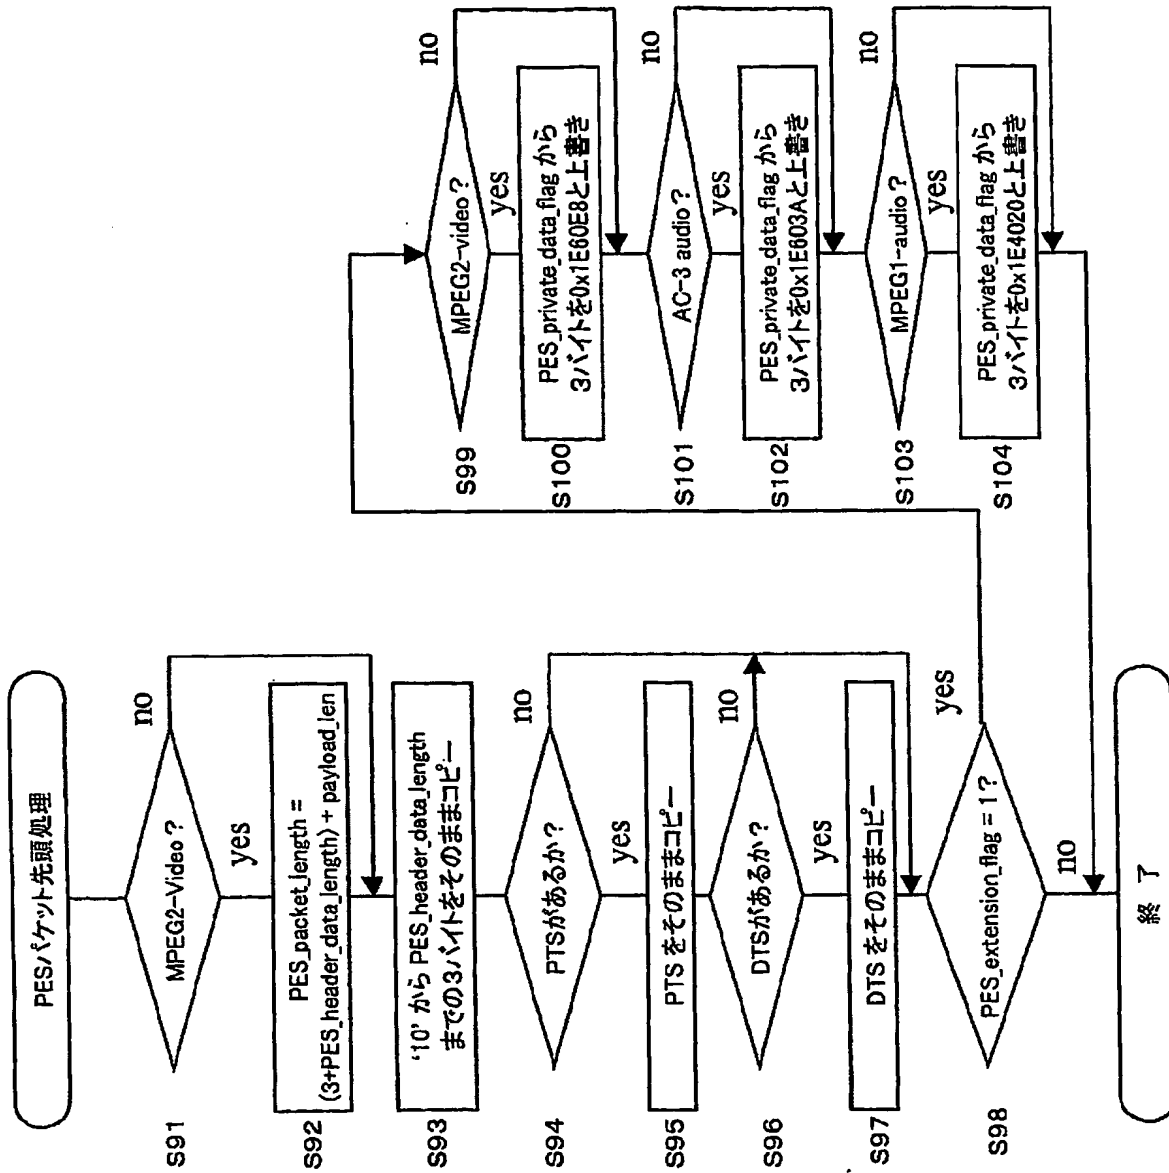 PESパケット先頭処理
S91
MPEG2-Video？
no
yes
S92
PES_packet_length =
(3+PES_header_data_length) + payload_len
S93
‘10’ から PES_header_data_length
までの3バイトをそのままコピー
S94
PTSがあるか？
no
yes
S95
PTS をそのままコピー
S96
DTSがあるか？
no
yes
S97
DTS をそのままコピー
S98
PES_extension_flag = 1？
yes
no
終 了
S99
MPEG2-video？
no
yes
S100
PES_private_data_flag から
3バイトを0x1E60E8と上書き
S101
AC-3 audio？
no
yes
S102
PES_private_data_flag から
3バイトを0x1E603Aと上書き
S103
MPEG1-audio？
no
yes
S104
PES_private_data_flag から
3バイトを0x1E4020と上書き